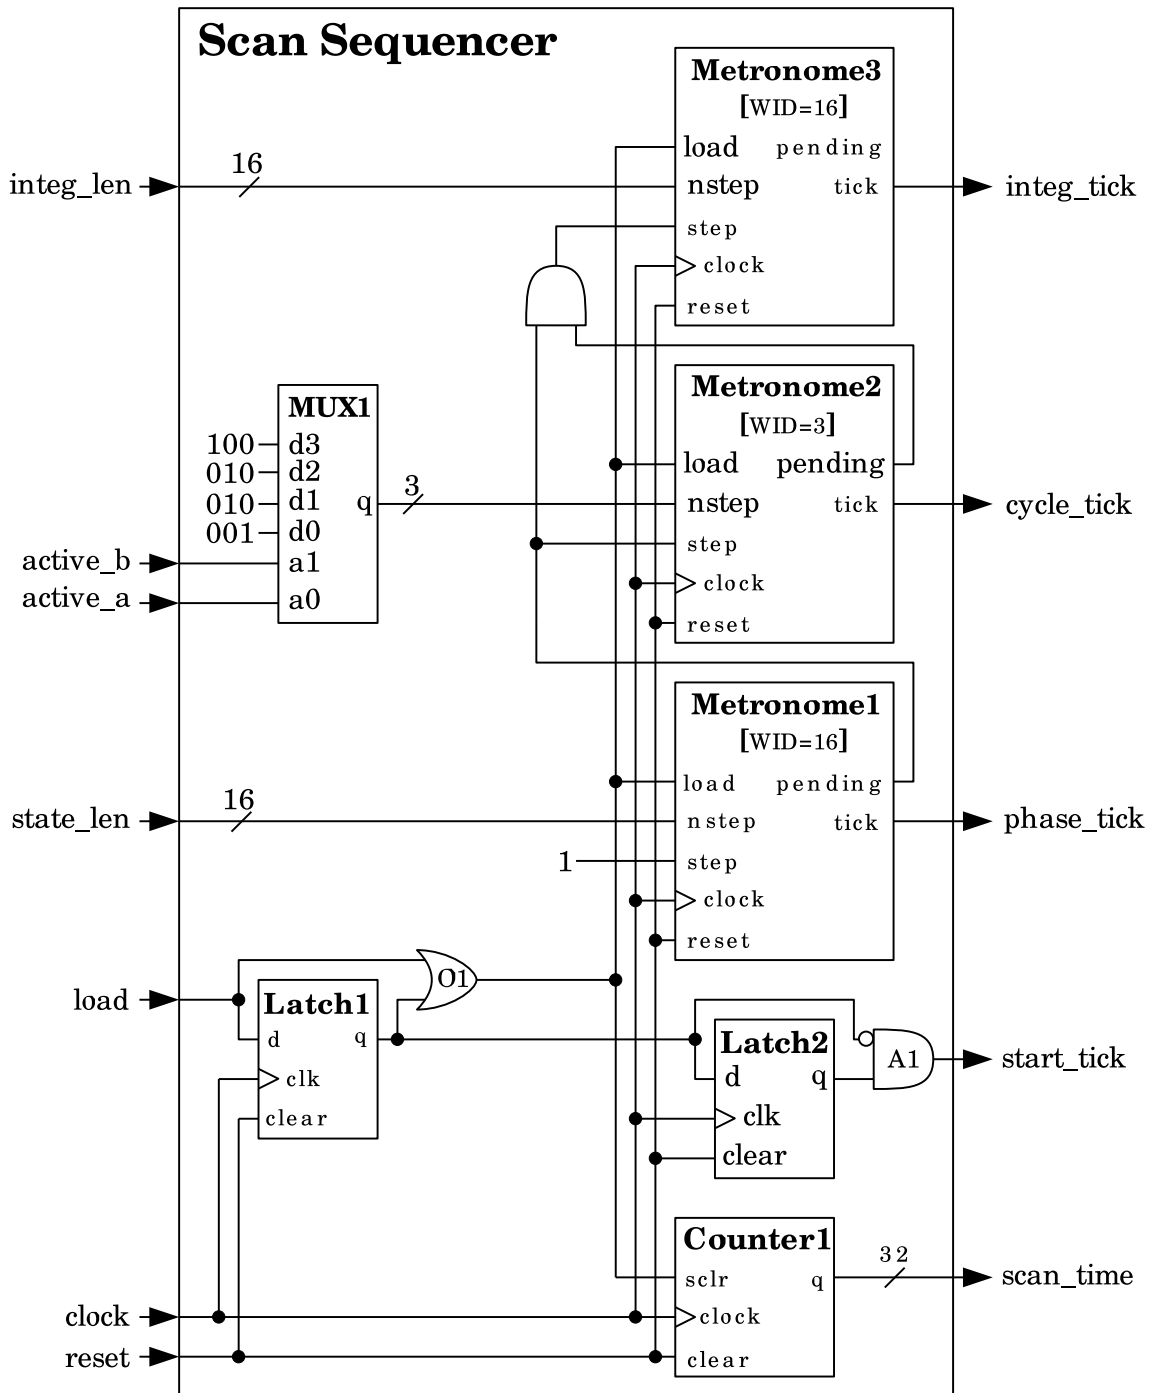 Scan Sequencer
Metronome3
[WID=16]
load pending
integ_len 16 nstep tick integ_tick
step
clock
reset
Metronome2
MUX1
[WID=3]
100 d3
load pending
010 d2
010 d1 q 3 nstep tick cycle_tick
001 d0
step
active_b a1
clock
active_a a0
reset
Metronome1
[WID=16]
load pending
state_len 16 nstep tick phase_tick
1 step
clock
reset
O1
load Latch1
d q
Latch2
A1 start_tick
clk
d q
clear
clk
clear
Counter1
sclr q 32 scan_time
clock clock
reset clear